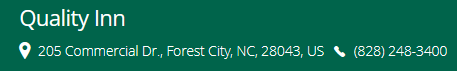 Quality Inn
205 Commercial Dr., Forest City, NC, 28043, US (828) 248-3400